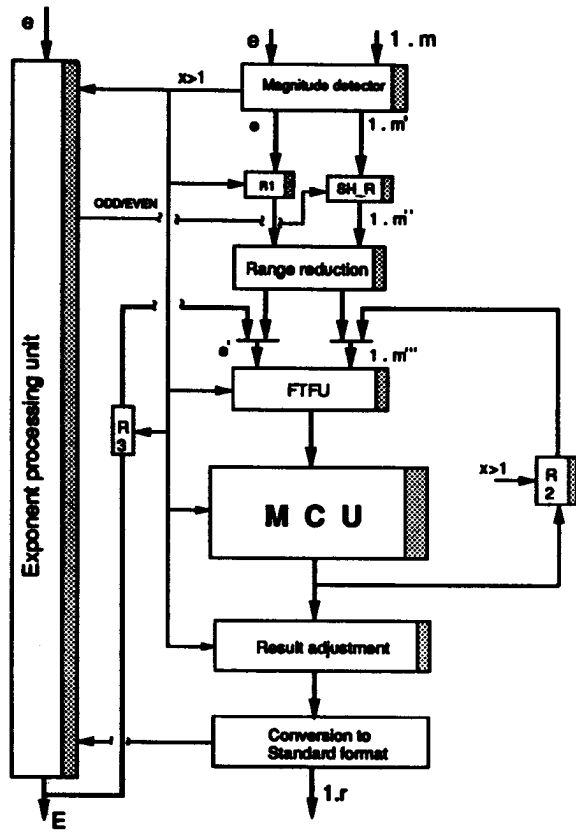 e
e
1 . m
x>1
Magnitude detector
e
1 . m'
R1
SH_R
ODD/EVEN
1 . m''
Range reduction
e'
1 . m'''
FTFU
Exponent processing unit
R
3
x>1
R
2
M C U
Result adjustment
Conversion to
Standard format
E
1.r